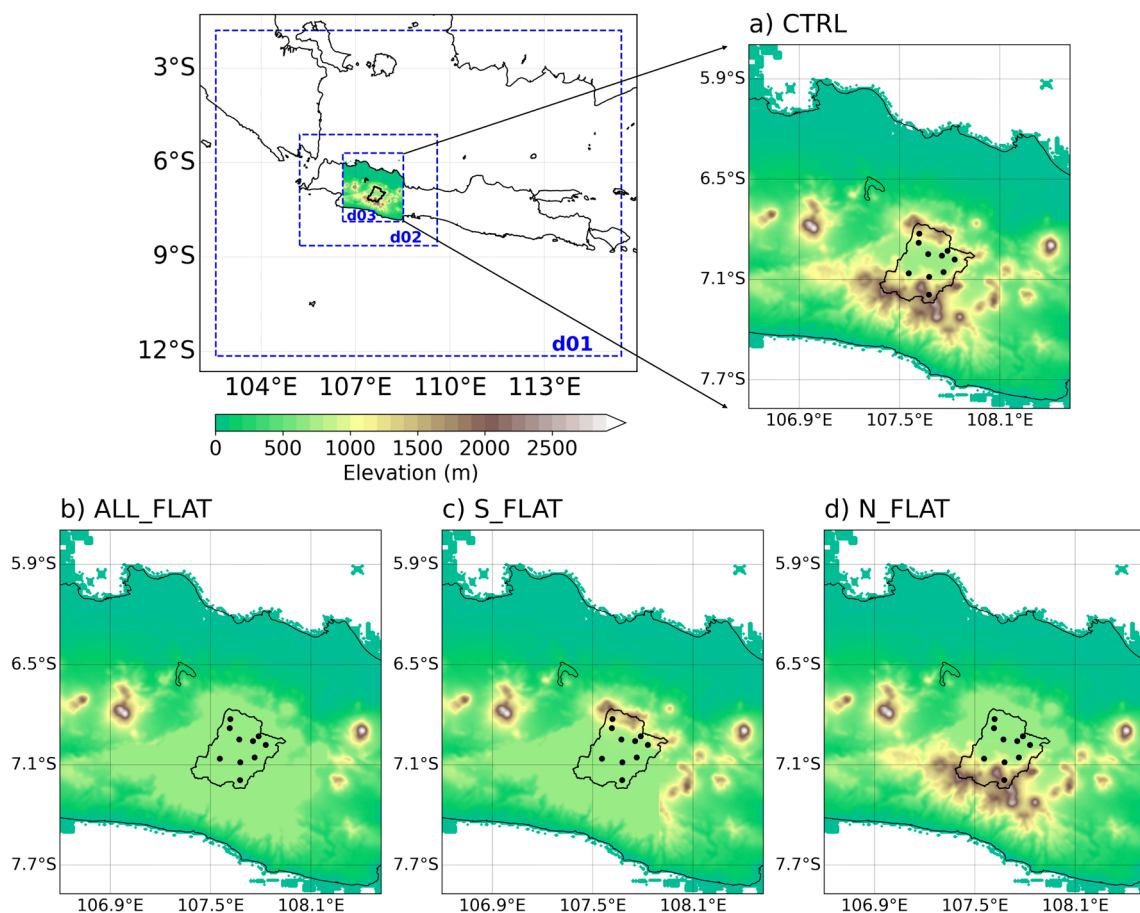 a) CTRL
3°S
6°S
9°S
12°S
d03
d02
d01
104°E 107°E 110°E 113°E
5.9°S
6.5°S
7.1°S
7.7°S
106.9°E 107.5°E 108.1°E
0 500 1000 1500 2000 2500
Elevation (m)
b) ALL_FLAT
5.9°S
6.5°S
7.1°S
7.7°S
106.9°E 107.5°E 108.1°E
c) S_FLAT
5.9°S
6.5°S
7.1°S
7.7°S
106.9°E 107.5°E 108.1°E
d) N_FLAT
5.9°S
6.5°S
7.1°S
7.7°S
106.9°E 107.5°E 108.1°E